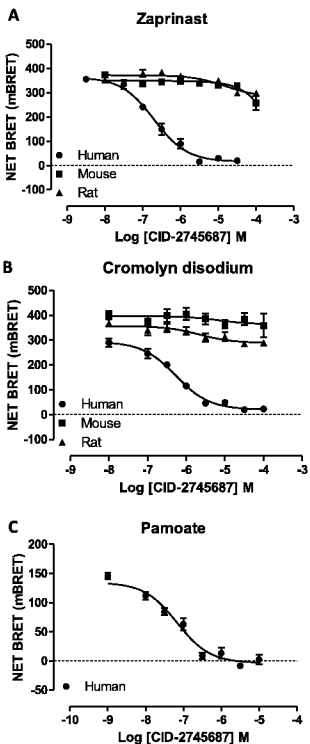 A
Zaprinast
NET BRET (mBRET)
500
400
300
200
100
0
-100
Human
Mouse
Rat
-9 -8 -7 -6 -5 -4 -3
Log [CID-2745687] M
B
Cromolyn disodium
NET BRET (mBRET)
500
400
300
200
100
0
-100
Human
Mouse
Rat
-9 -8 -7 -6 -5 -4 -3
Log [CID-2745687] M
C
Pamoate
NET BRET (mBRET)
200
150
100
50
0
-50
Human
-10 -9 -8 -7 -6 -5 -4
Log [CID-2745687] M